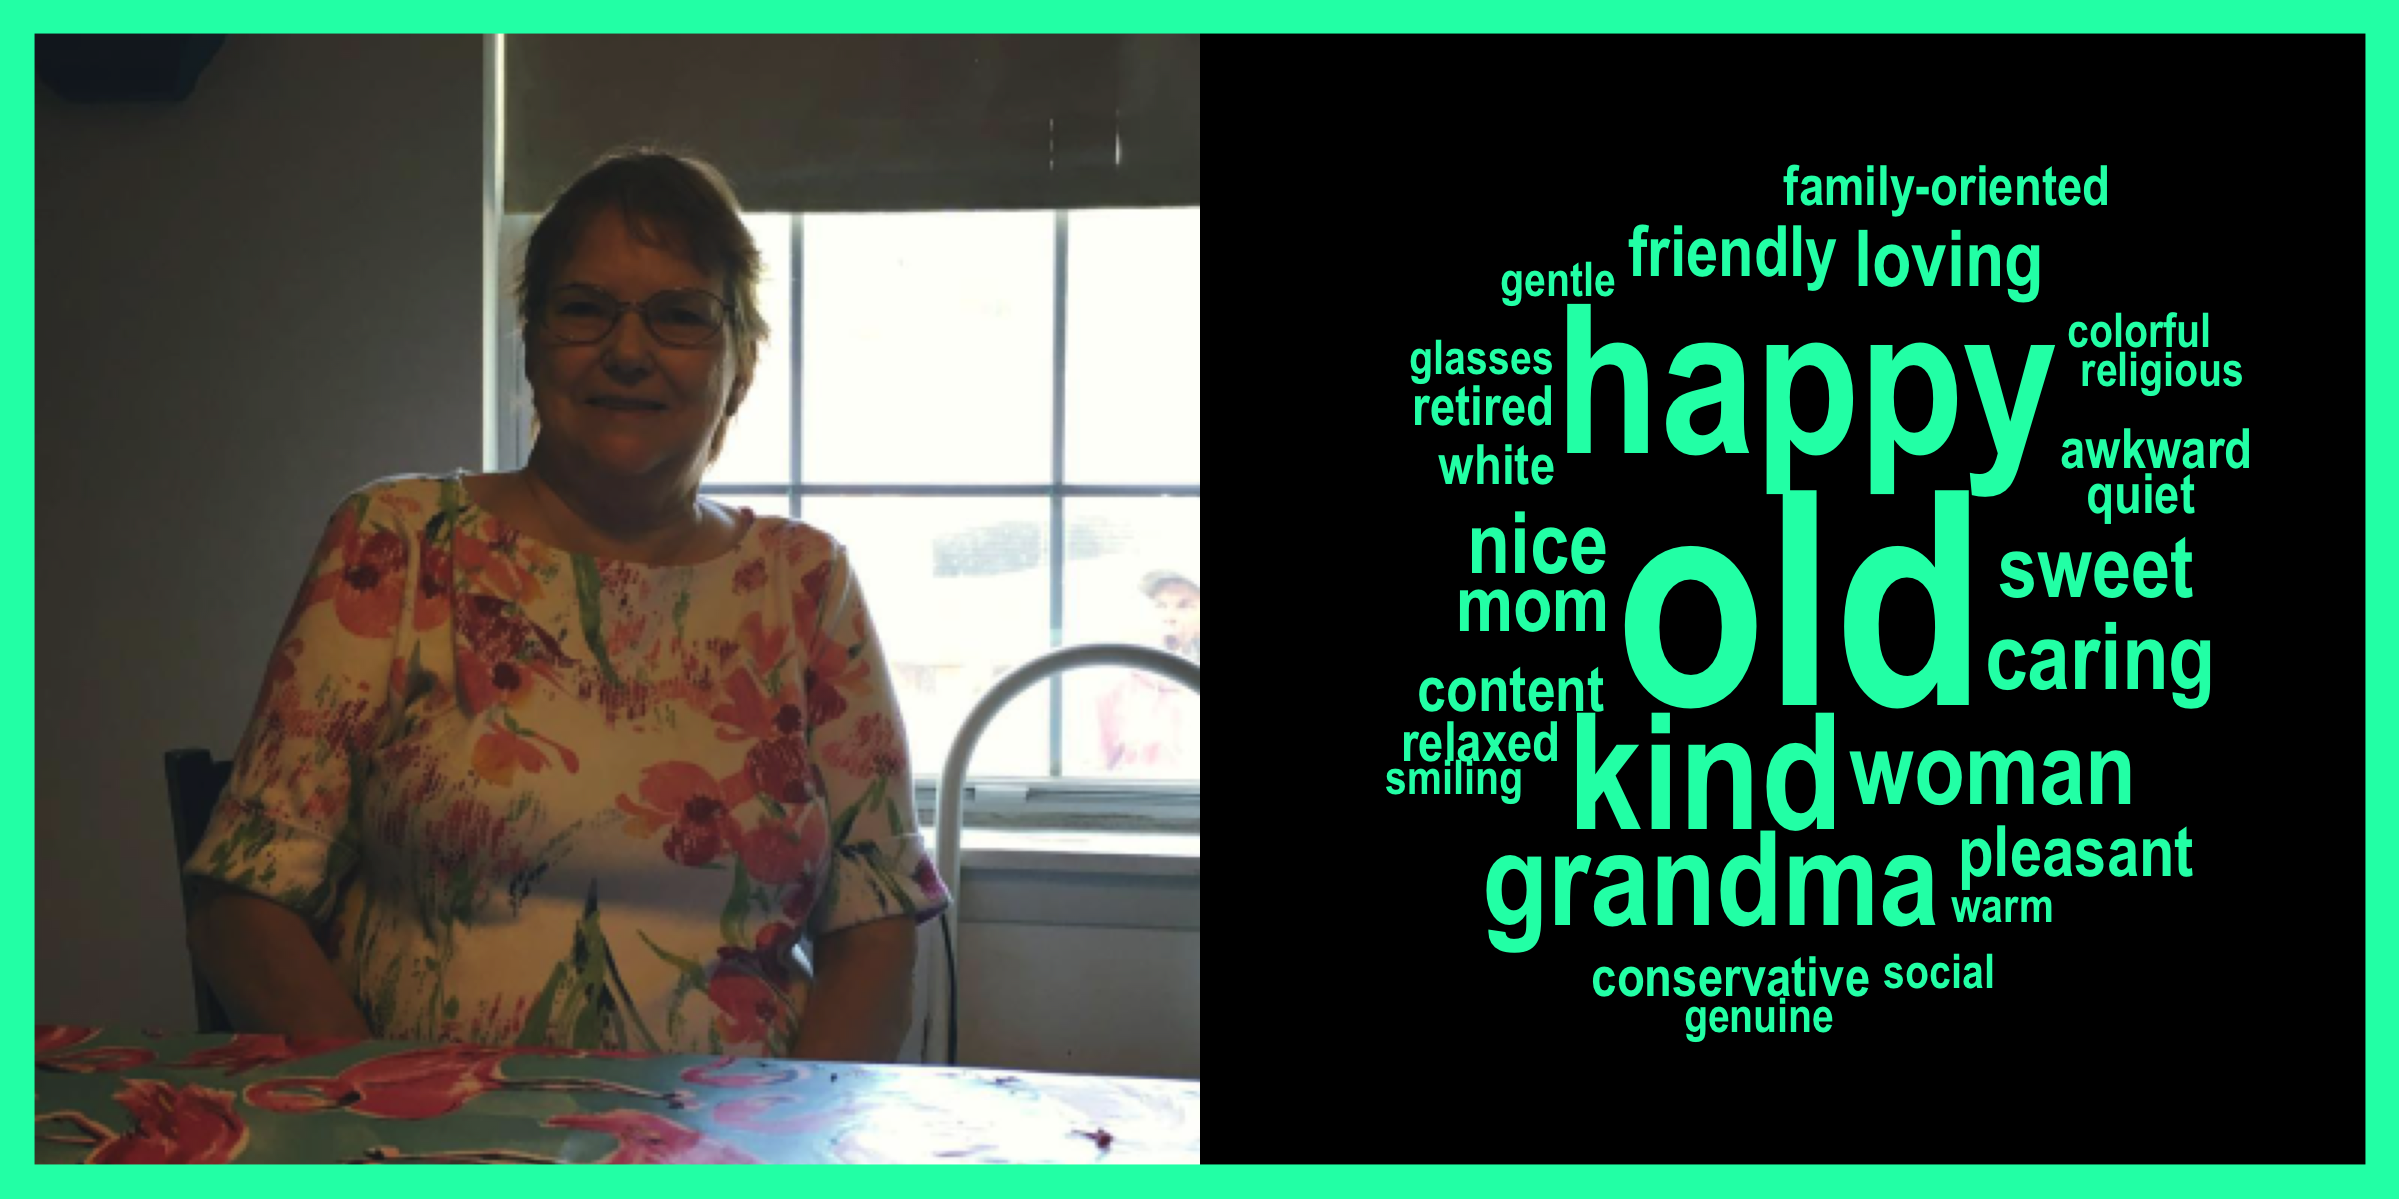 family-oriented
friendly loving
gentle
happy
colorful
glasses
religious
retired
awkward
white
quiet
nice
old
sweet
mom
caring
content
relaxed
kind
woman
smiling
grandma
pleasant
warm
conservative social
genuine